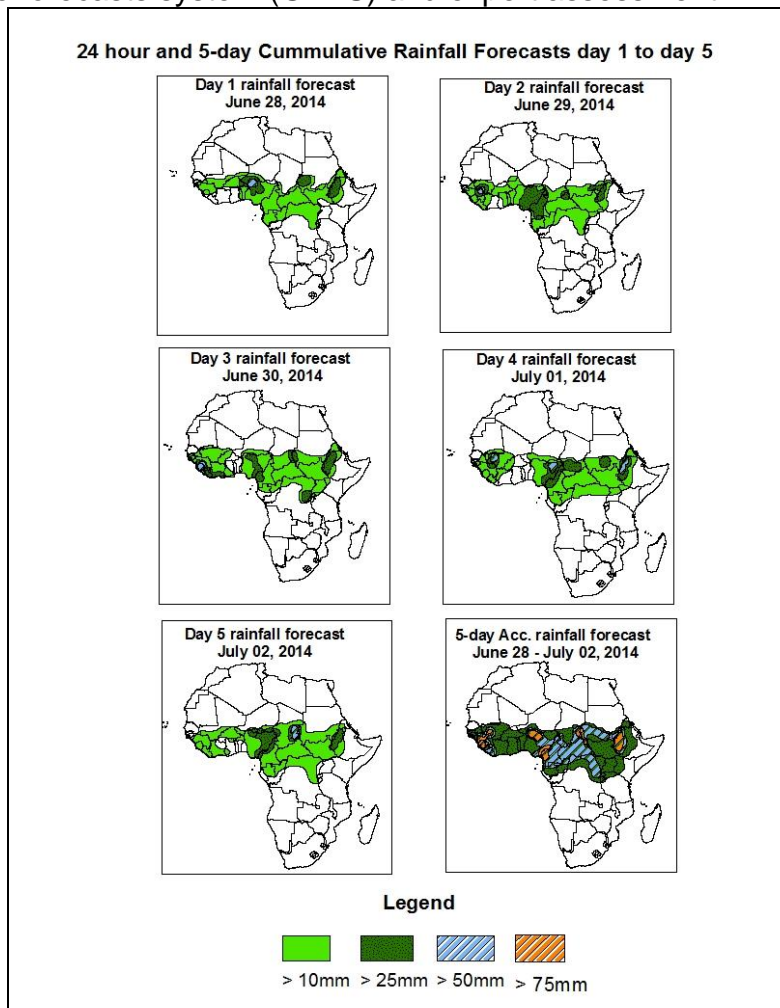 24 hour and 5-day Cummulative Rainfall Forecasts day 1 to day 5
Day 1 rainfall forecast
June 28, 2014
Day 2 rainfall forecast
June 29, 2014
Day 3 rainfall forecast
June 30, 2014
Day 4 rainfall forecast
July 01, 2014
Day 5 rainfall forecast
July 02, 2014
5-day Acc. rainfall forecast
June 28 - July 02, 2014
Legend
> 10mm > 25mm > 50mm > 75mm